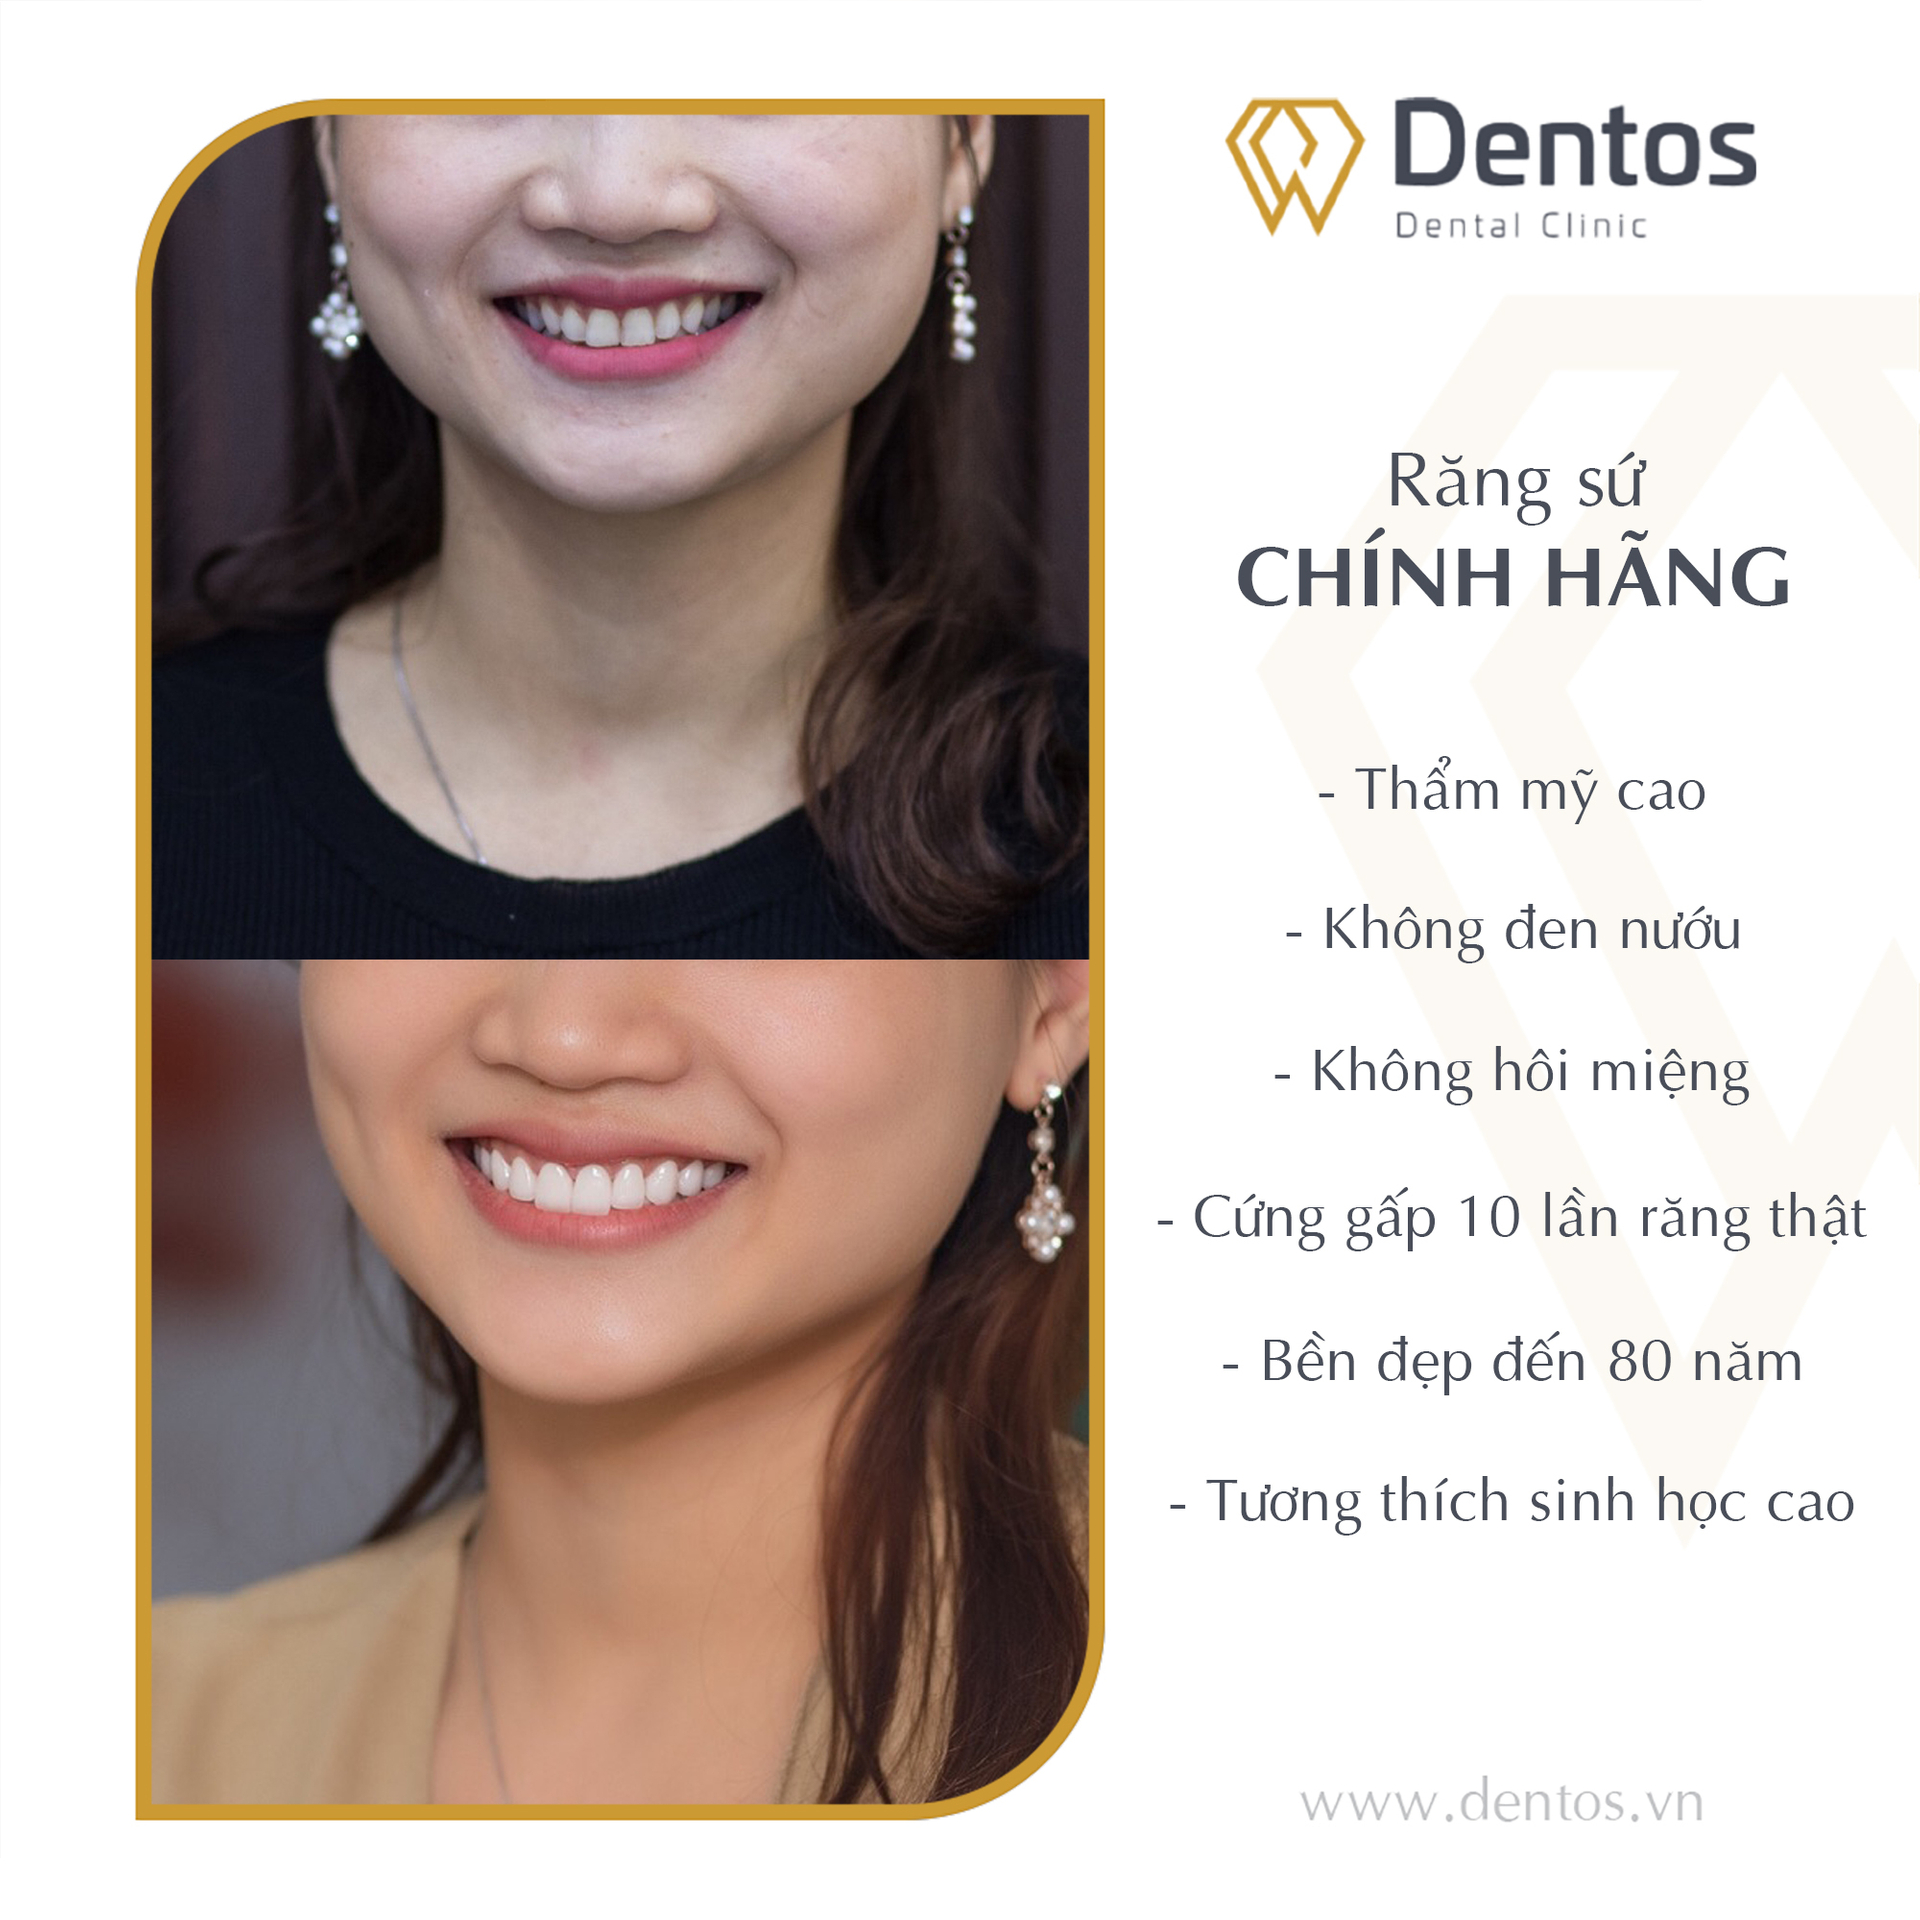 Dentos
Dental Clinic
Răng sứ
CHÍNH HÃNG
- Thẩm mỹ cao
- Không đen nướu
- Không hôi miệng
- Cứng gấp 10 lần răng thật
- Bền đẹp đến 80 năm
- Tương thích sinh học cao
www.dentos.vn